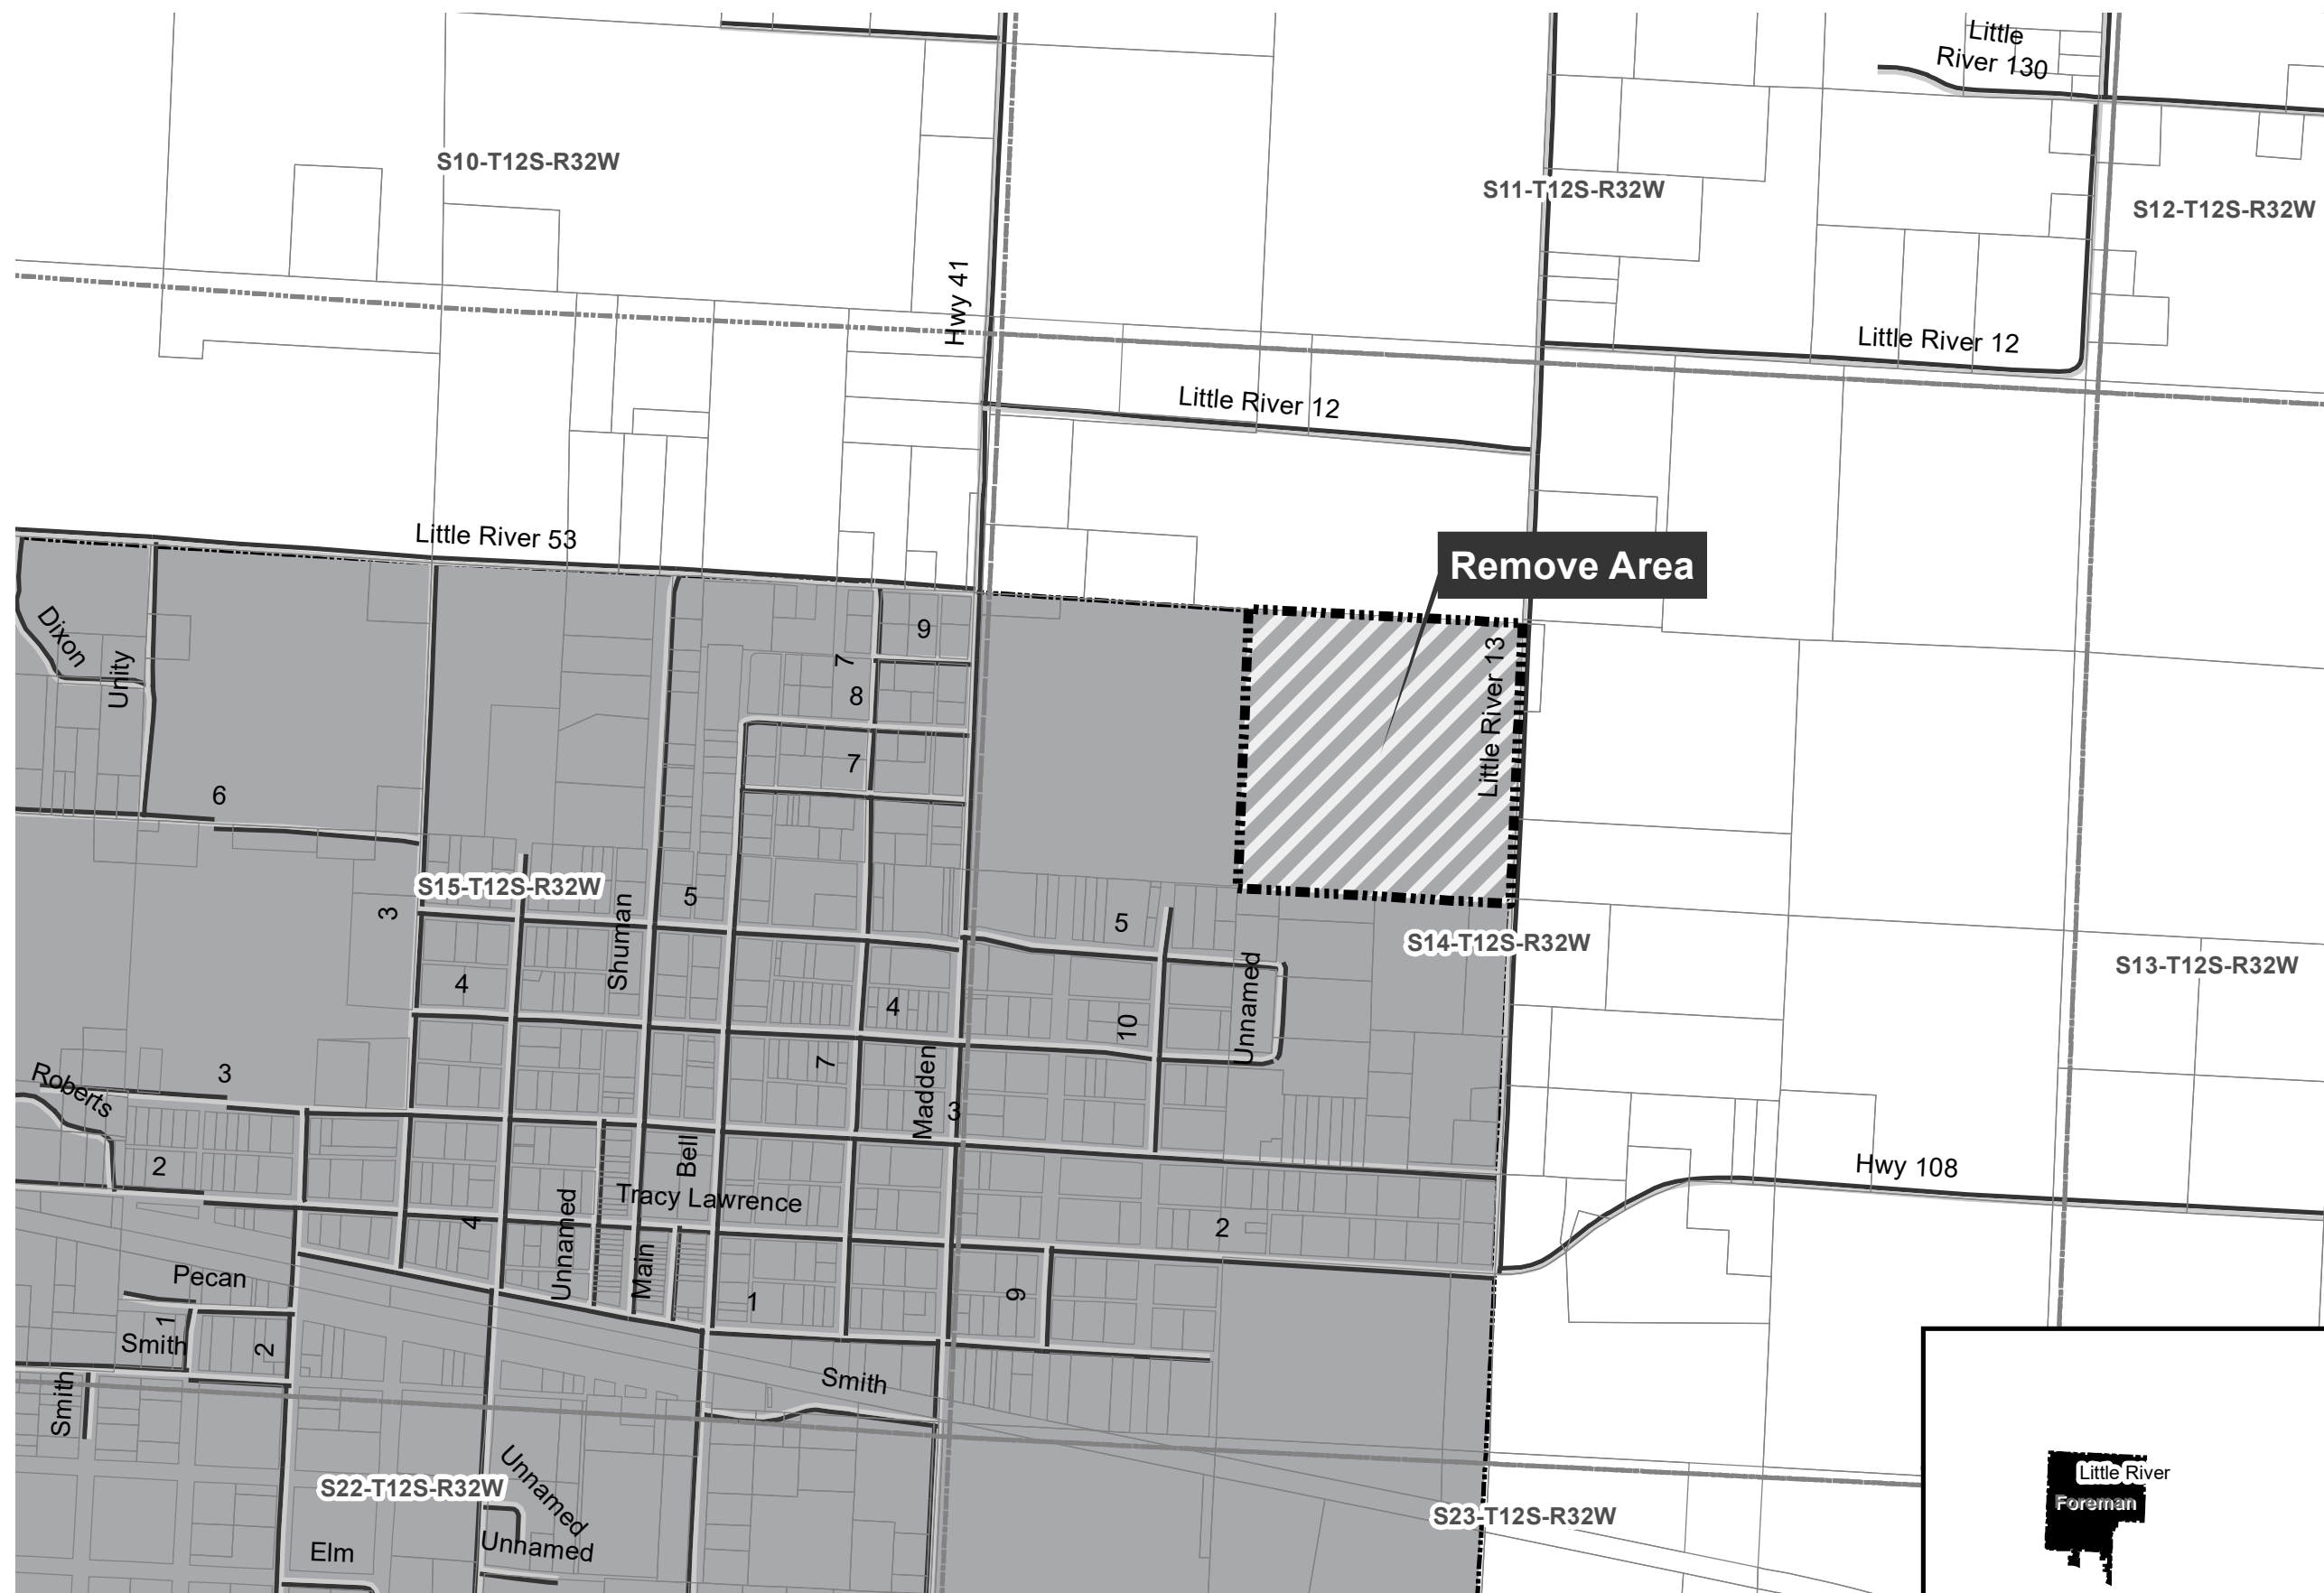 Little
River 130
S10-T12S-R32W
S11-T12S-R32W
S12-T12S-R32W
Hwy 41
Little River 12
Little River 12
Little River 53
Remove Area
Dixon
Unity
9
7
8
7
Little River 13
6
S15-T12S-R32W
3
5
Shuman
5
S14-T12S-R32W
S13-T12S-R32W
4
4
10
Unnamed
Roberts
3
7
Madden
3
2
Bell
Hwy 108
Tracy Lawrence
4
2
Unnamed
Main
Pecan
1
9
1
Smith
2
Smith
Smith
Unnamed
S22-T12S-R32W
S23-T12S-R32W
Unnamed
Elm
Little River
Foreman